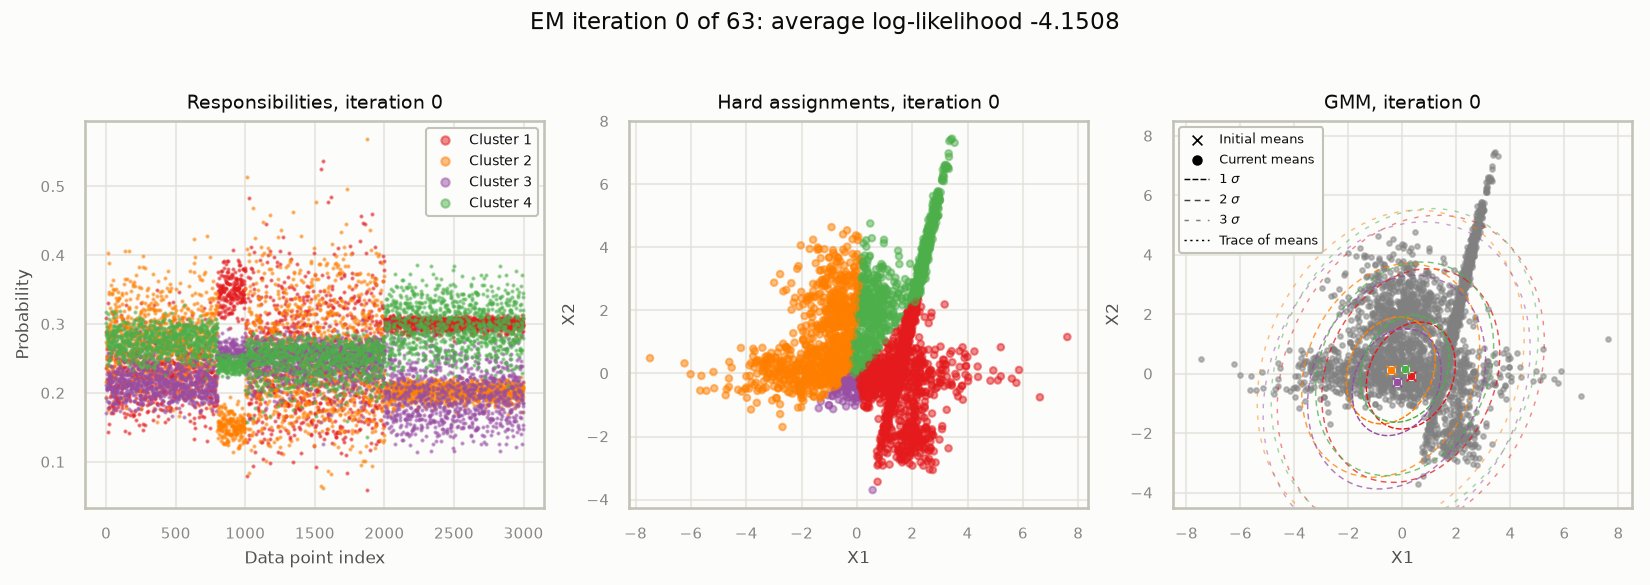 EM iteration 0 of 63: average log-likelihood -4.1508
Responsibilities, iteration 0
Probability
0.5
0.4
0.3
0.2
0.1
0 500 1000 1500 2000 2500 3000
Data point index
Cluster 1
Cluster 2
Cluster 3
Cluster 4
Hard assignments, iteration 0
X2
8
6
4
2
0
−2
−4
−8 −6 −4 −2 0 2 4 6 8
X1
GMM, iteration 0
X2
8
6
4
2
0
−2
−4
−8 −6 −4 −2 0 2 4 6 8
X1
Initial means
Current means
1 σ
2 σ
3 σ
Trace of means